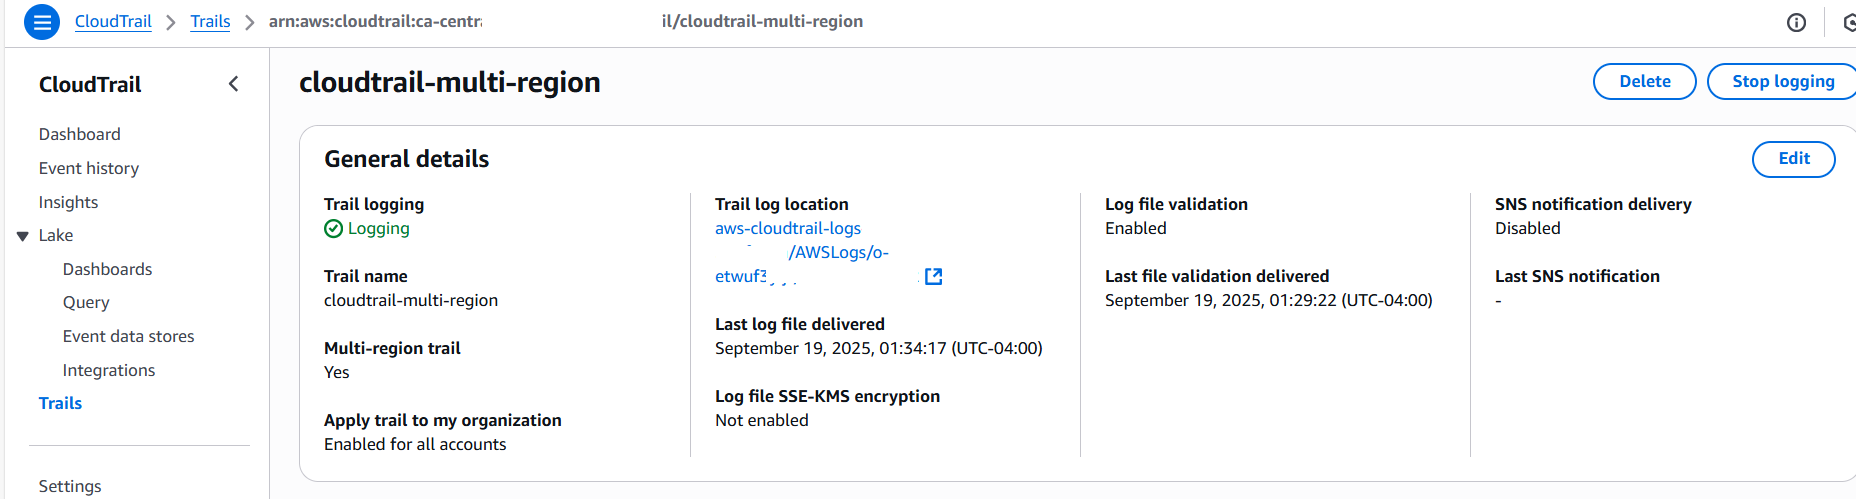 CloudTrail > Trails > arn:aws:cloudtrail:ca-centr il/cloudtrail-multi-region
CloudTrail
Dashboard
Event history
Insights
Lake
Dashboards
Query
Event data stores
Integrations
Trails
Settings
cloudtrail-multi-region
Delete
Stop logging
General details
Edit
Trail logging
Logging
Trail name
cloudtrail-multi-region
Multi-region trail
Yes
Apply trail to my organization
Enabled for all accounts
Trail log location
aws-cloudtrail-logs
/AWSLogs/o-
etwuf
Last log file delivered
September 19, 2025, 01:34:17 (UTC-04:00)
Log file SSE-KMS encryption
Not enabled
Log file validation
Enabled
Last file validation delivered
September 19, 2025, 01:29:22 (UTC-04:00)
SNS notification delivery
Disabled
Last SNS notification
-